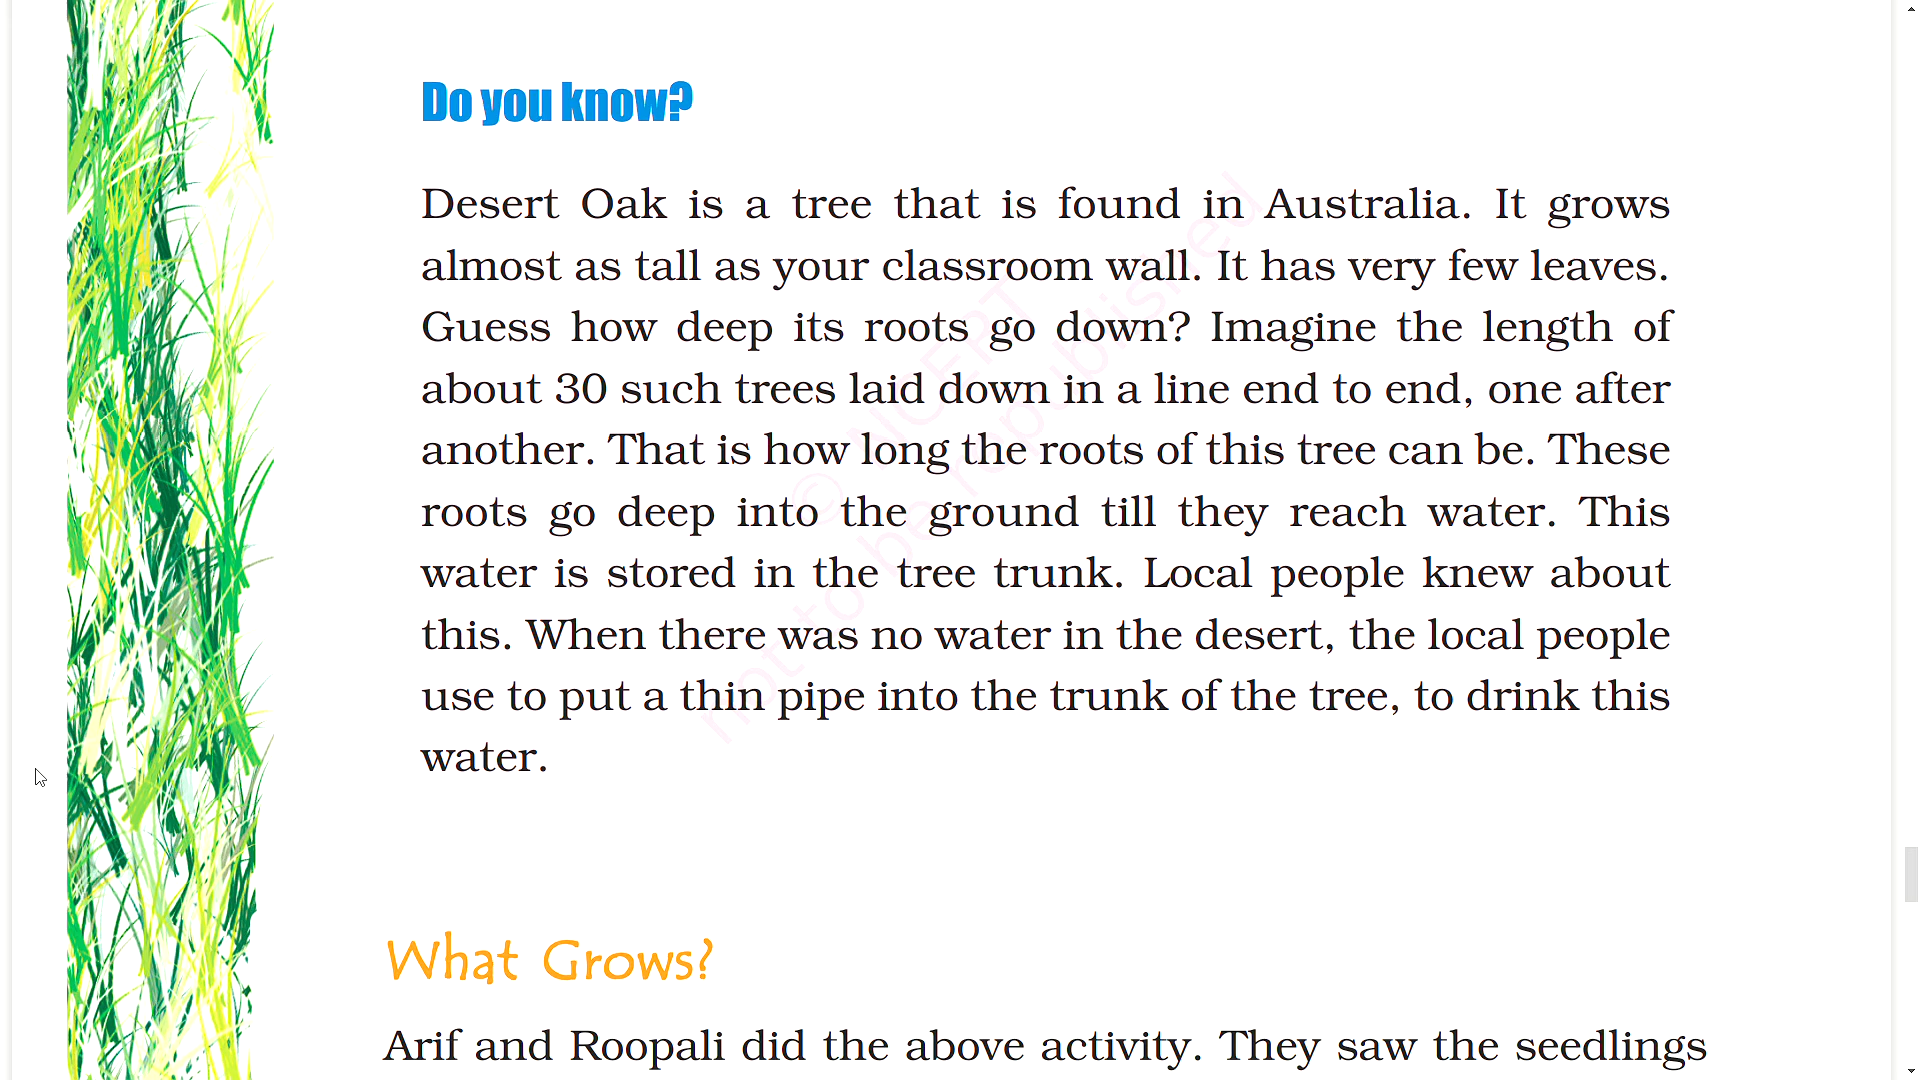 Do you know?
Desert Oak is a tree that is found in Australia. It grows
almost as tall as your classroom wall. It has very few leaves.
Guess how deep its roots go down? Imagine the length of
about 30 such trees laid down in a line end to end, one after
another. That is how long the roots of this tree can be. These
roots go deep into the ground till they reach water. This
water is stored in the tree trunk. Local people knew about
this. When there was no water in the desert, the local people
use to put a thin pipe into the trunk of the tree, to drink this
water.
© NCERT
not to be republished
What Grows?
Arif and Roopali did the above activity. They saw the seedlings